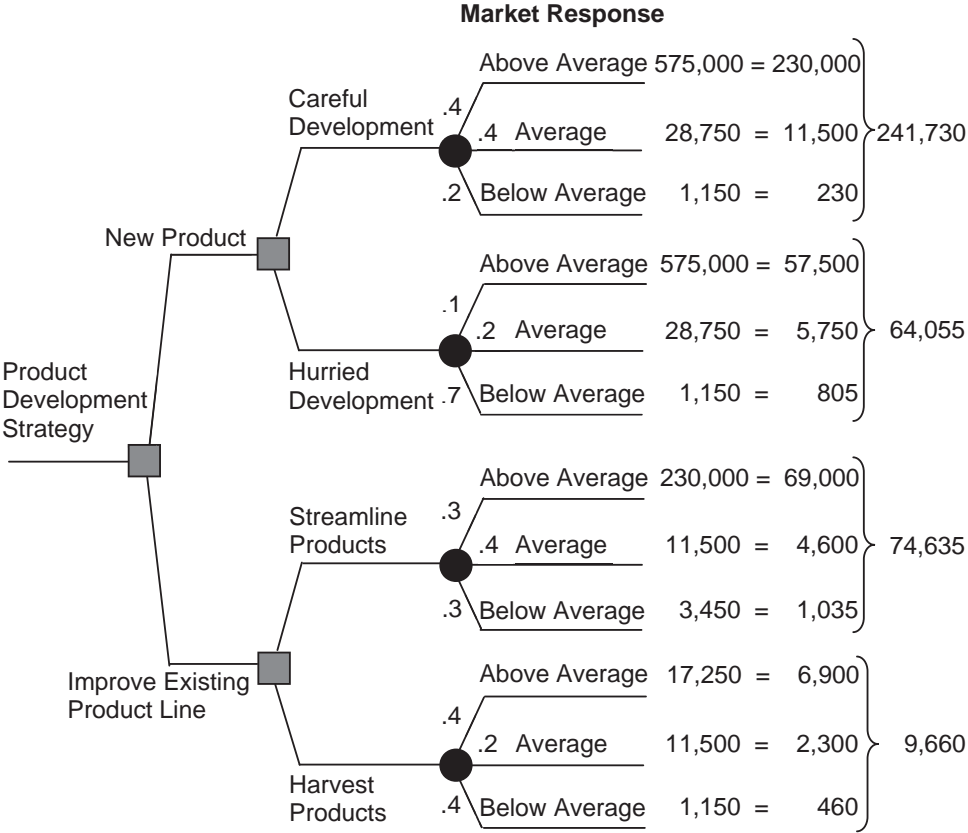 Market Response
Product
Development
Strategy
New Product
Careful
Development
.4 Above Average 575,000 = 230,000
.4 Average 28,750 = 11,500
.2 Below Average 1,150 = 230
241,730
Hurried
Development
.1 Above Average 575,000 = 57,500
.2 Average 28,750 = 5,750
.7 Below Average 1,150 = 805
64,055
Improve Existing
Product Line
Streamline
Products
.3 Above Average 230,000 = 69,000
.4 Average 11,500 = 4,600
.3 Below Average 3,450 = 1,035
74,635
Harvest
Products
.4 Above Average 17,250 = 6,900
.2 Average 11,500 = 2,300
.4 Below Average 1,150 = 460
9,660